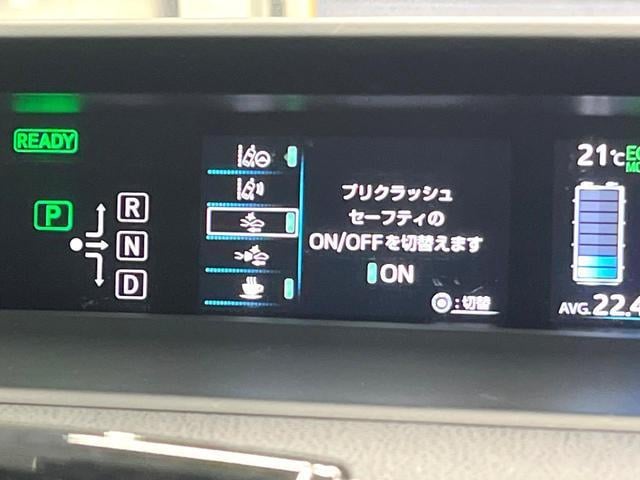 READY
P
R
N
D
プリクラッシュ
セーフティの
ON/OFFを切替えます
ON
:切替
21℃
AVG.22.4